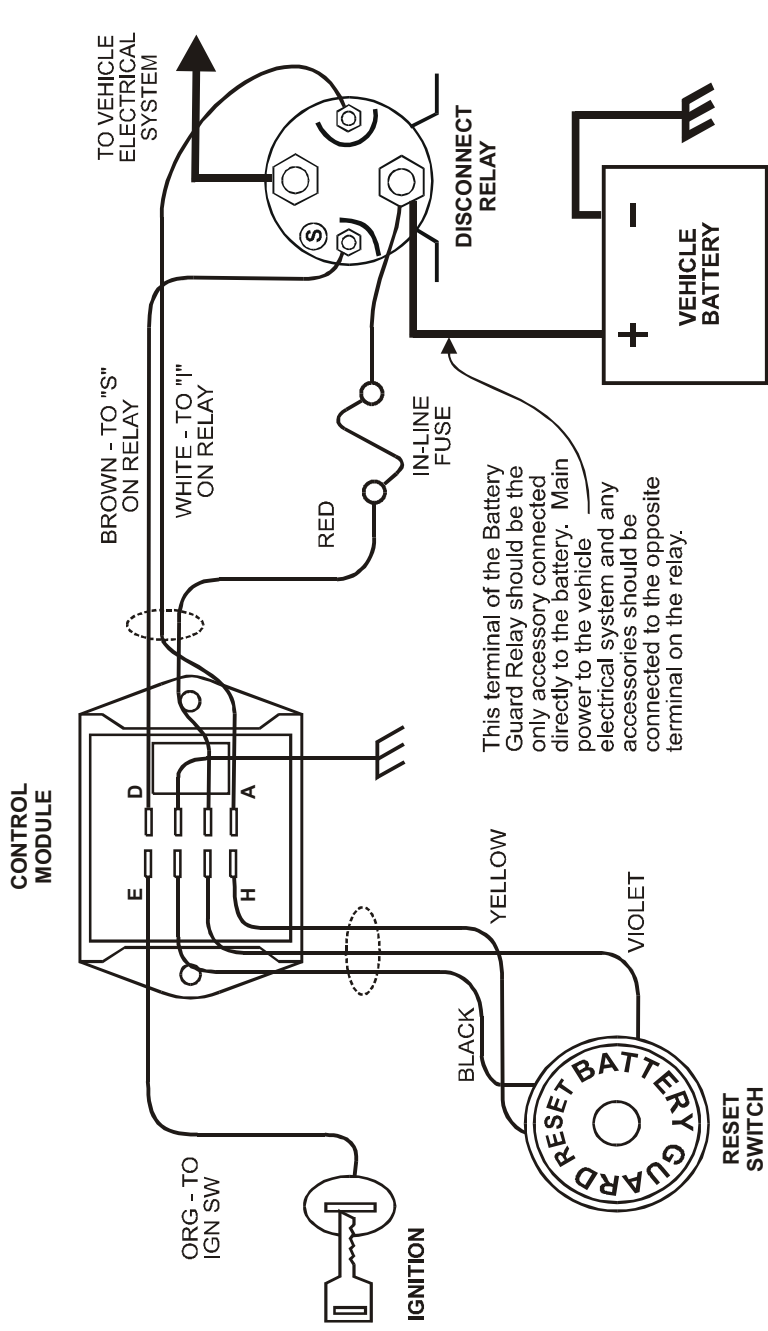 CONTROL
MODULE
TO VEHICLE
ELECTRICAL
SYSTEM
BROWN - TO "S"
ON RELAY
WHITE - TO "I"
ON RELAY
S
DISCONNECT
RELAY
D
A
E
H
RED
IN-LINE
FUSE
+
-
VEHICLE
BATTERY
This terminal of the Battery
Guard Relay should be the
only accessory connected
directly to the battery. Main
power to the vehicle
electrical system and any
accessories should be
connected to the opposite
terminal on the relay.
ORG - TO
IGN SW
IGNITION
BLACK
YELLOW
VIOLET
RESET BATTERY GUARD
RESET
SWITCH